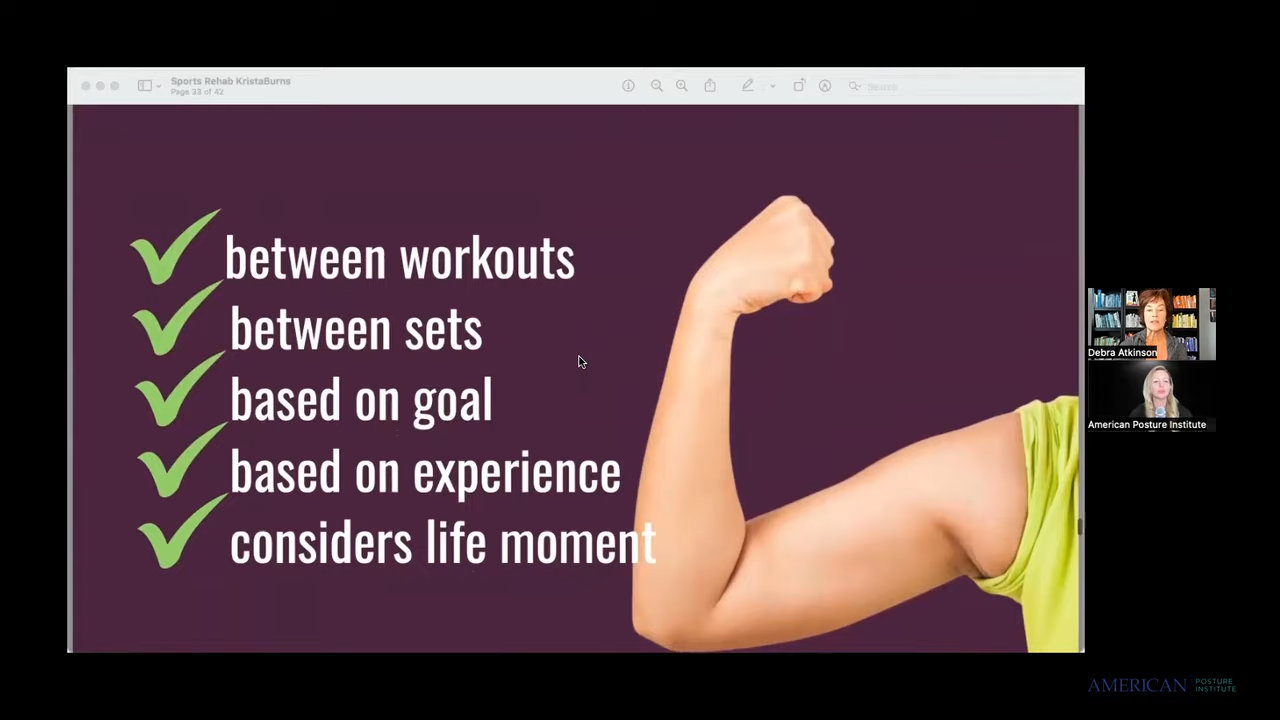 Sports Rehab KristaBurns
Page 33 of 42
Search
between workouts
between sets
based on goal
based on experience
considers life moment
Debra Atkinson
American Posture Institute
AMERICAN POSTURE
INSTITUTE